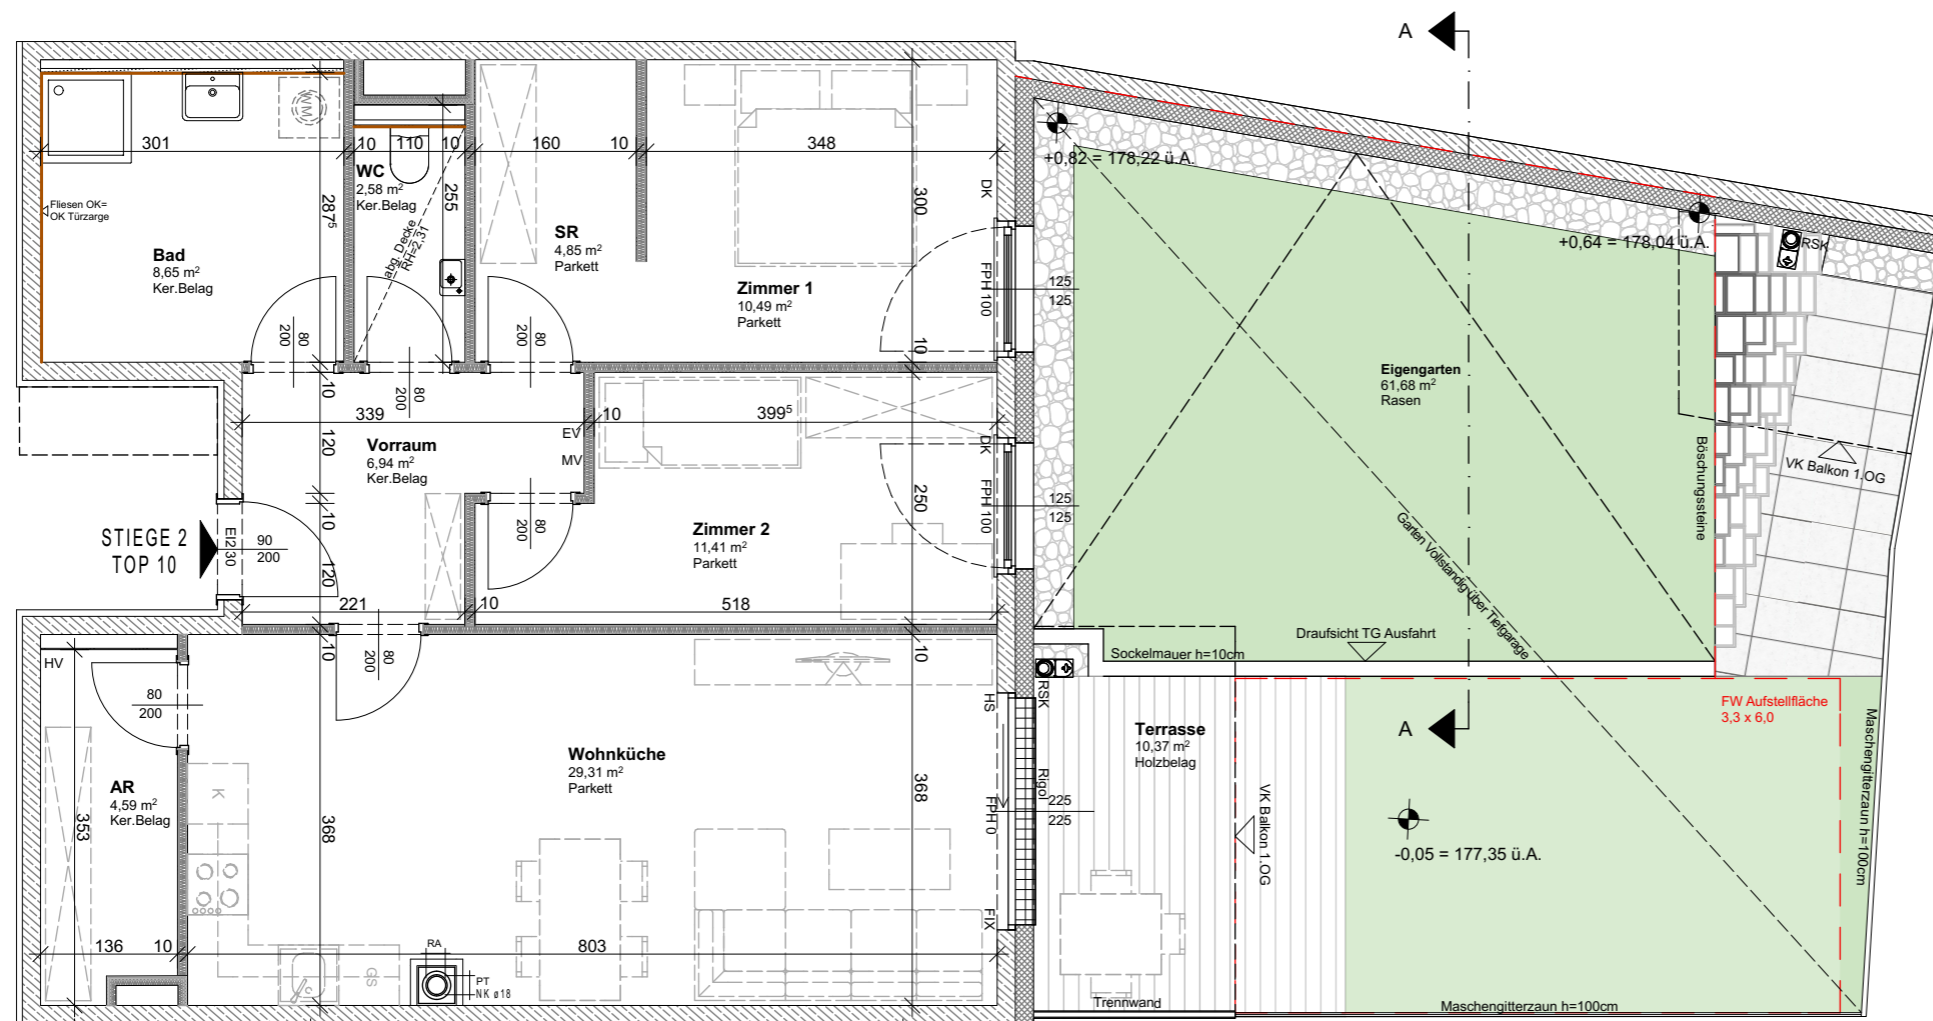 A
301
10
110
10
160
10
348
WM
WC
2,58 m²
Ker.Belag
255
287⁵
300
DK
+0,82 = 178,22 ü.A.
Fliesen OK=
OK Türzarge
abg. Decke
RH=2,31
Bad
8,65 m²
Ker.Belag
SR
4,85 m²
Parkett
Zimmer 1
10,49 m²
Parkett
FPH 100
125
125
+0,64 = 178,04 ü.A.
RSK
80
200
80
200
80
200
10
10
Eigengarten
61,68 m²
Rasen
339
10
399⁵
EV
MV
DK
120
Vorraum
6,94 m²
Ker.Belag
VK Balkon 1.OG
Böschungssteine
250
FPH 100
125
125
10
STIEGE 2
TOP 10
EI230
90
200
80
200
Zimmer 2
11,41 m²
Parkett
Garten Vollständig über Tiefgarage
120
221
10
518
Draufsicht TG Ausfahrt
Sockelmauer h=10cm
10
10
HV
80
200
80
200
HS
RSK
FW Aufstellfläche
3,3 x 6,0
A
Terrasse
10,37 m²
Holzbelag
Wohnküche
29,31 m²
Parkett
Rigol
AR
4,59 m²
Ker.Belag
K
353
368
368
FPH 0
225
225
VK Balkon 1.OG
Maschengitterzaun h=100cm
-0,05 = 177,35 ü.A.
FIX
136
10
803
RA
GS
PT
NK ø18
Trennwand
Maschengitterzaun h=100cm